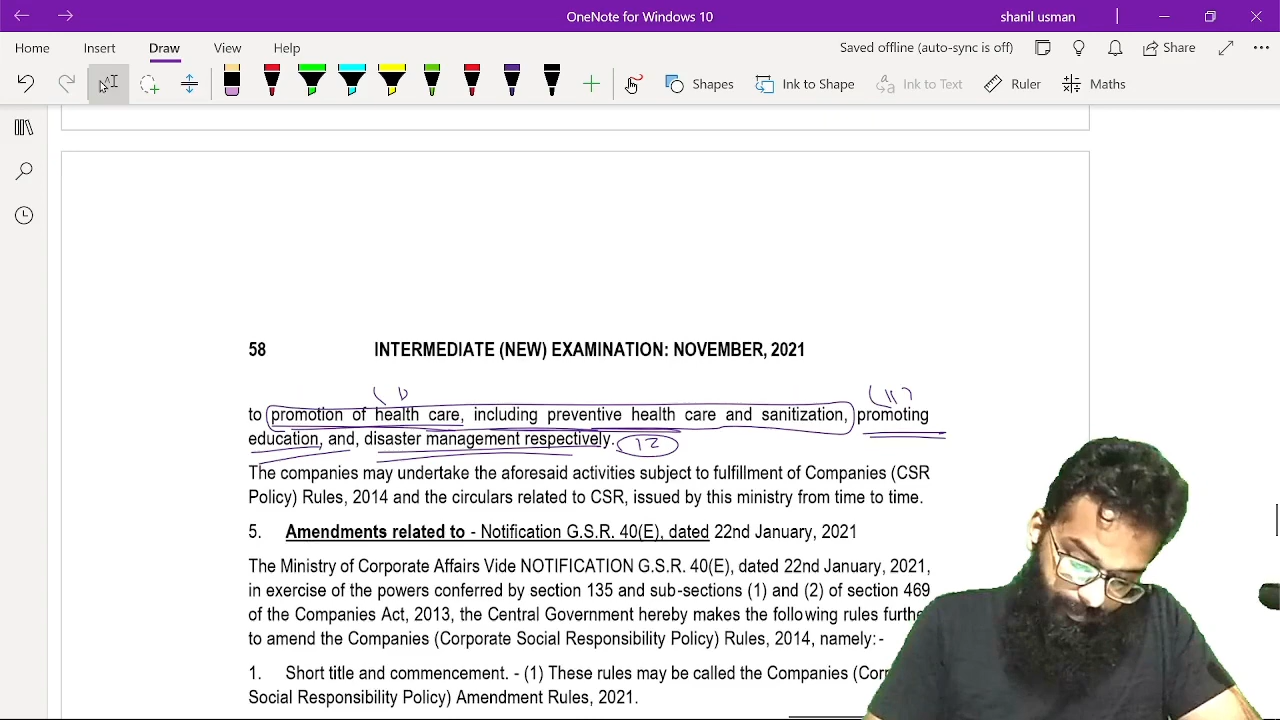 OneNote for Windows 10
shanil usman
Home Insert Draw View Help
Saved offline (auto-sync is off)
Share
Shapes
Ink to Shape
Ink to Text
Ruler
Maths
58 INTERMEDIATE (NEW) EXAMINATION: NOVEMBER, 2021
to promotion of health care, including preventive health care and sanitization, promoting
education, and, disaster management respectively. 12
The companies may undertake the aforesaid activities subject to fulfillment of Companies (CSR
Policy) Rules, 2014 and the circulars related to CSR, issued by this ministry from time to time.
5. Amendments related to - Notification G.S.R. 40(E), dated 22nd January, 2021
The Ministry of Corporate Affairs Vide NOTIFICATION G.S.R. 40(E), dated 22nd January, 2021,
in exercise of the powers conferred by section 135 and sub-sections (1) and (2) of section 469
of the Companies Act, 2013, the Central Government hereby makes the following rules furthe
to amend the Companies (Corporate Social Responsibility Policy) Rules, 2014, namely:-
1. Short title and commencement. - (1) These rules may be called the Companies (Cor
Social Responsibility Policy) Amendment Rules, 2021.